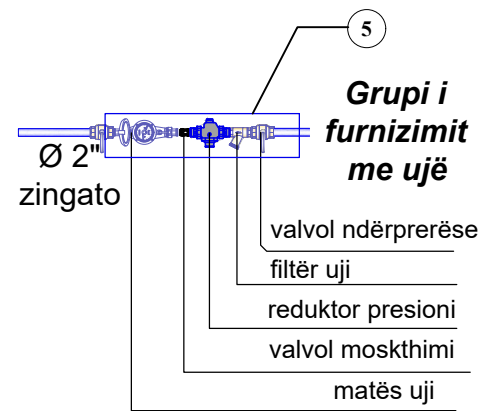 5
Grupi i
furnizimit
me ujë
Ø 2"
zingato
valvol ndërprerëse
filtër uji
reduktor presioni
valvol moskthimi
matës uji